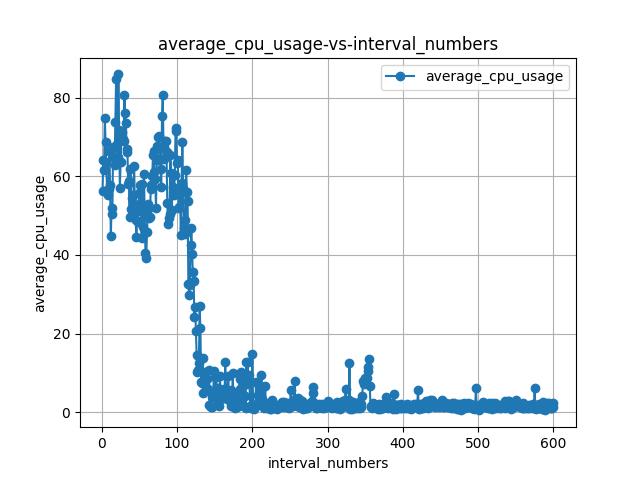 average_cpu_usage-vs-interval_numbers
average_cpu_usage
80
60
40
20
0
average_cpu_usage
0 100 200 300 400 500 600
interval_numbers